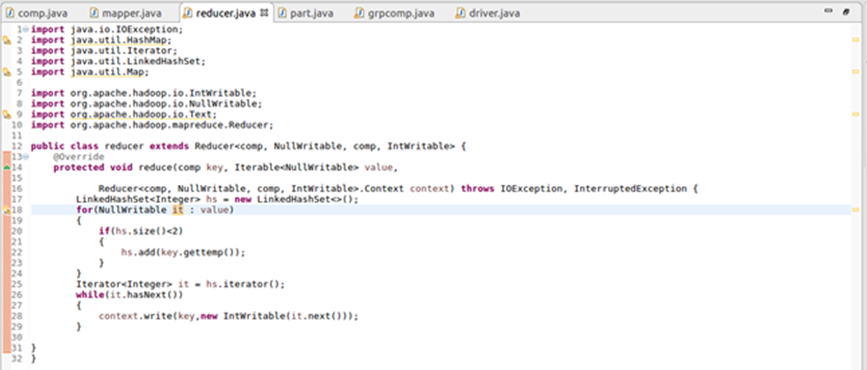 comp.java mapper.java reducer.java part.java grpcomp.java driver.java
1 import java.io.IOException;
2 import java.util.HashMap;
3 import java.util.Iterator;
4 import java.util.LinkedHashSet;
5 import java.util.Map;
6
7 import org.apache.hadoop.io.IntWritable;
8 import org.apache.hadoop.io.NullWritable;
9 import org.apache.hadoop.io.Text;
10 import org.apache.hadoop.mapreduce.Reducer;
11
12 public class reducer extends Reducer<comp, NullWritable, comp, IntWritable> {
13 @Override
14 protected void reduce(comp key, Iterable<NullWritable> value,
15
16 Reducer<comp, NullWritable, comp, IntWritable>.Context context) throws IOException, InterruptedException {
17 LinkedHashSet<Integer> hs = new LinkedHashSet<>();
18 for(NullWritable it : value)
19 {
20 if(hs.size()<2)
21 {
22 hs.add(key.gettemp());
23 }
24 }
25 Iterator<Integer> it = hs.iterator();
26 while(it.hasNext())
27 {
28 context.write(key,new IntWritable(it.next()));
29 }
30
31 }
32 }